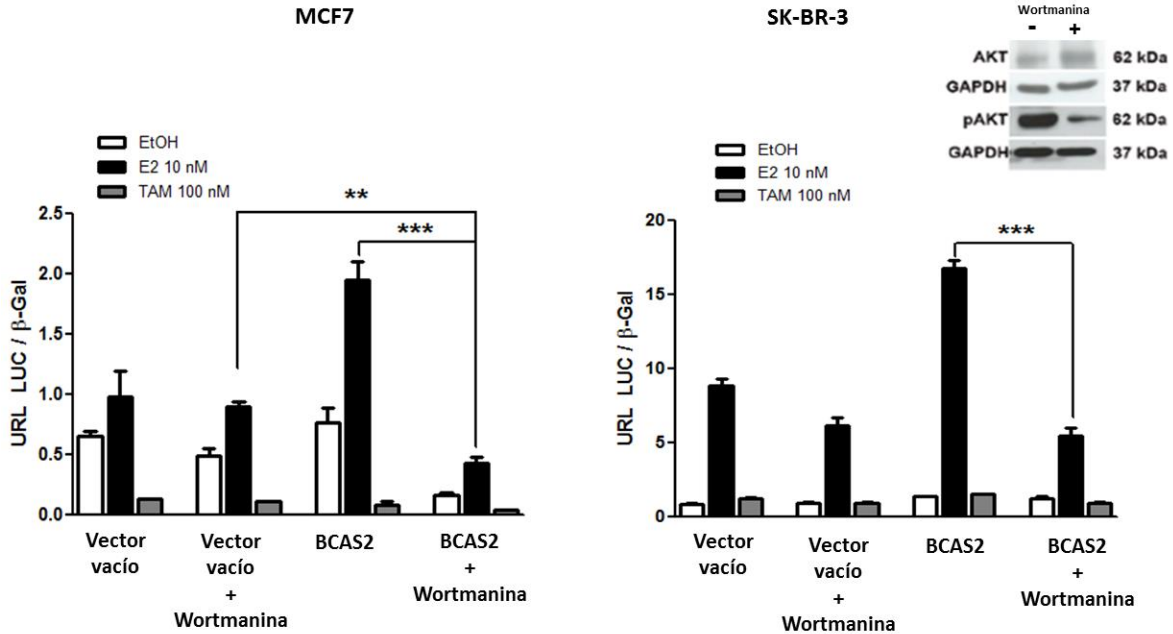 MCF7
EtOH
E2 10 nM
TAM 100 nM
**
***
2.5
2.0
1.5
1.0
0.5
0.0
URL LUC / β-Gal
Vector
vacío
Vector
vacío
+
Wortmanina
BCAS2
BCAS2
+
Wortmanina
SK-BR-3
Wortmanina
- +
AKT 62 kDa
GAPDH 37 kDa
pAKT 62 kDa
GAPDH 37 kDa
EtOH
E2 10 nM
TAM 100 nM
***
20
15
10
5
0
URL LUC / β-Gal
Vector
vacío
Vector
vacío
+
Wortmanina
BCAS2
BCAS2
+
Wortmanina